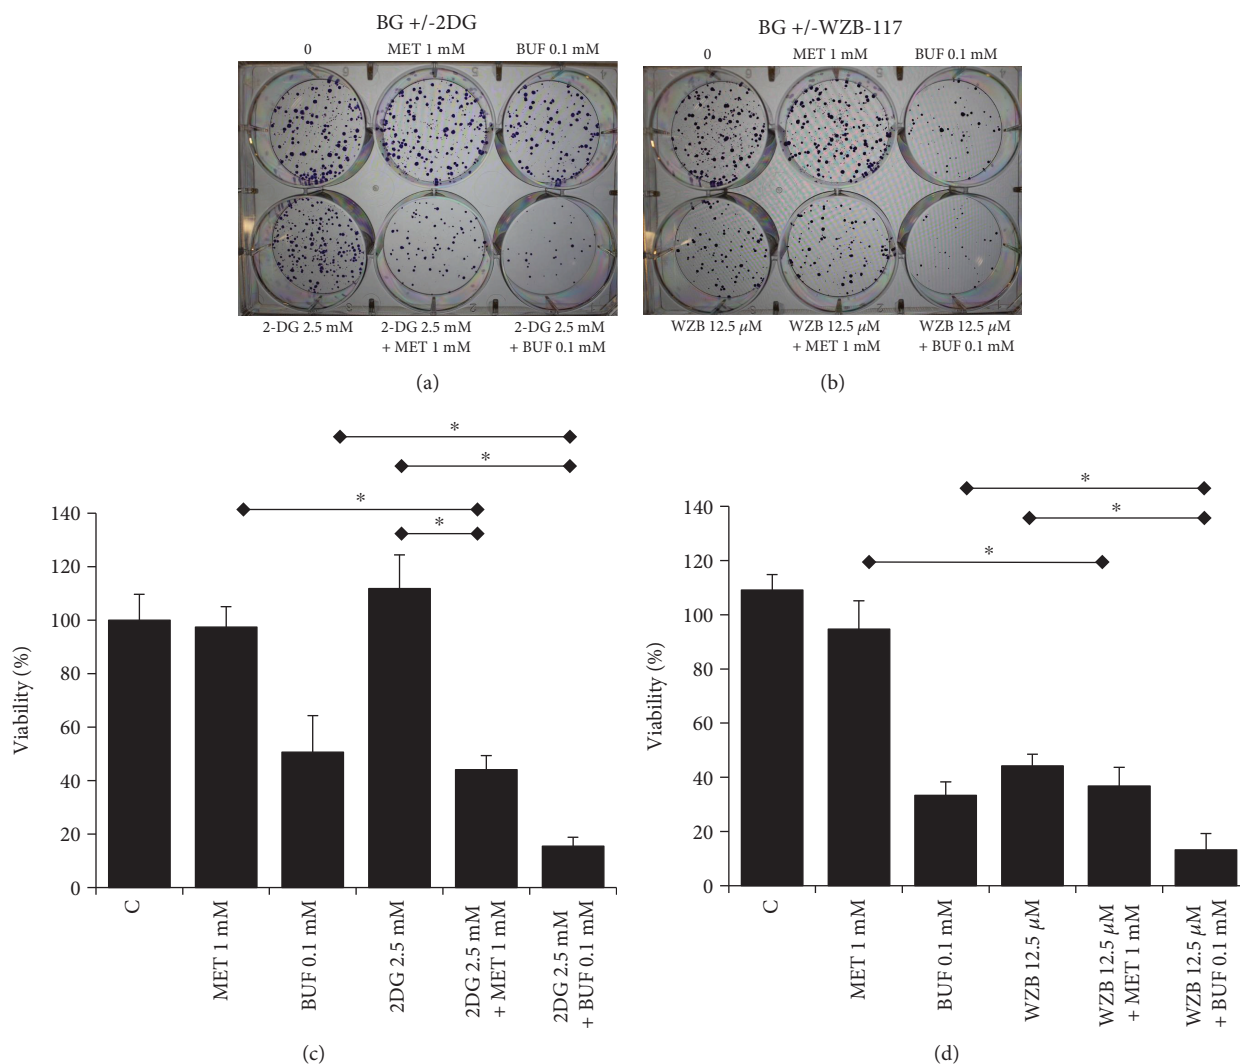 BG +/-2DG
0 MET 1 mM BUF 0.1 mM
2-DG 2.5 mM 2-DG 2.5 mM 2-DG 2.5 mM
+ MET 1 mM + BUF 0.1 mM
(a)
BG +/-WZB-117
0 MET 1 mM BUF 0.1 mM
WZB 12.5 μM WZB 12.5 μM WZB 12.5 μM
+ MET 1 mM + BUF 0.1 mM
(b)
*
*
*
*
Viability (%)
140
120
100
80
60
40
20
0
C
MET 1 mM
BUF 0.1 mM
2DG 2.5 mM
2DG 2.5 mM
+ MET 1 mM
2DG 2.5 mM
+ BUF 0.1 mM
(c)
*
*
*
Viability (%)
140
120
100
80
60
40
20
0
C
MET 1 mM
BUF 0.1 mM
WZB 12.5 μM
WZB 12.5 μM
+ MET 1 mM
WZB 12.5 μM
+ BUF 0.1 mM
(d)